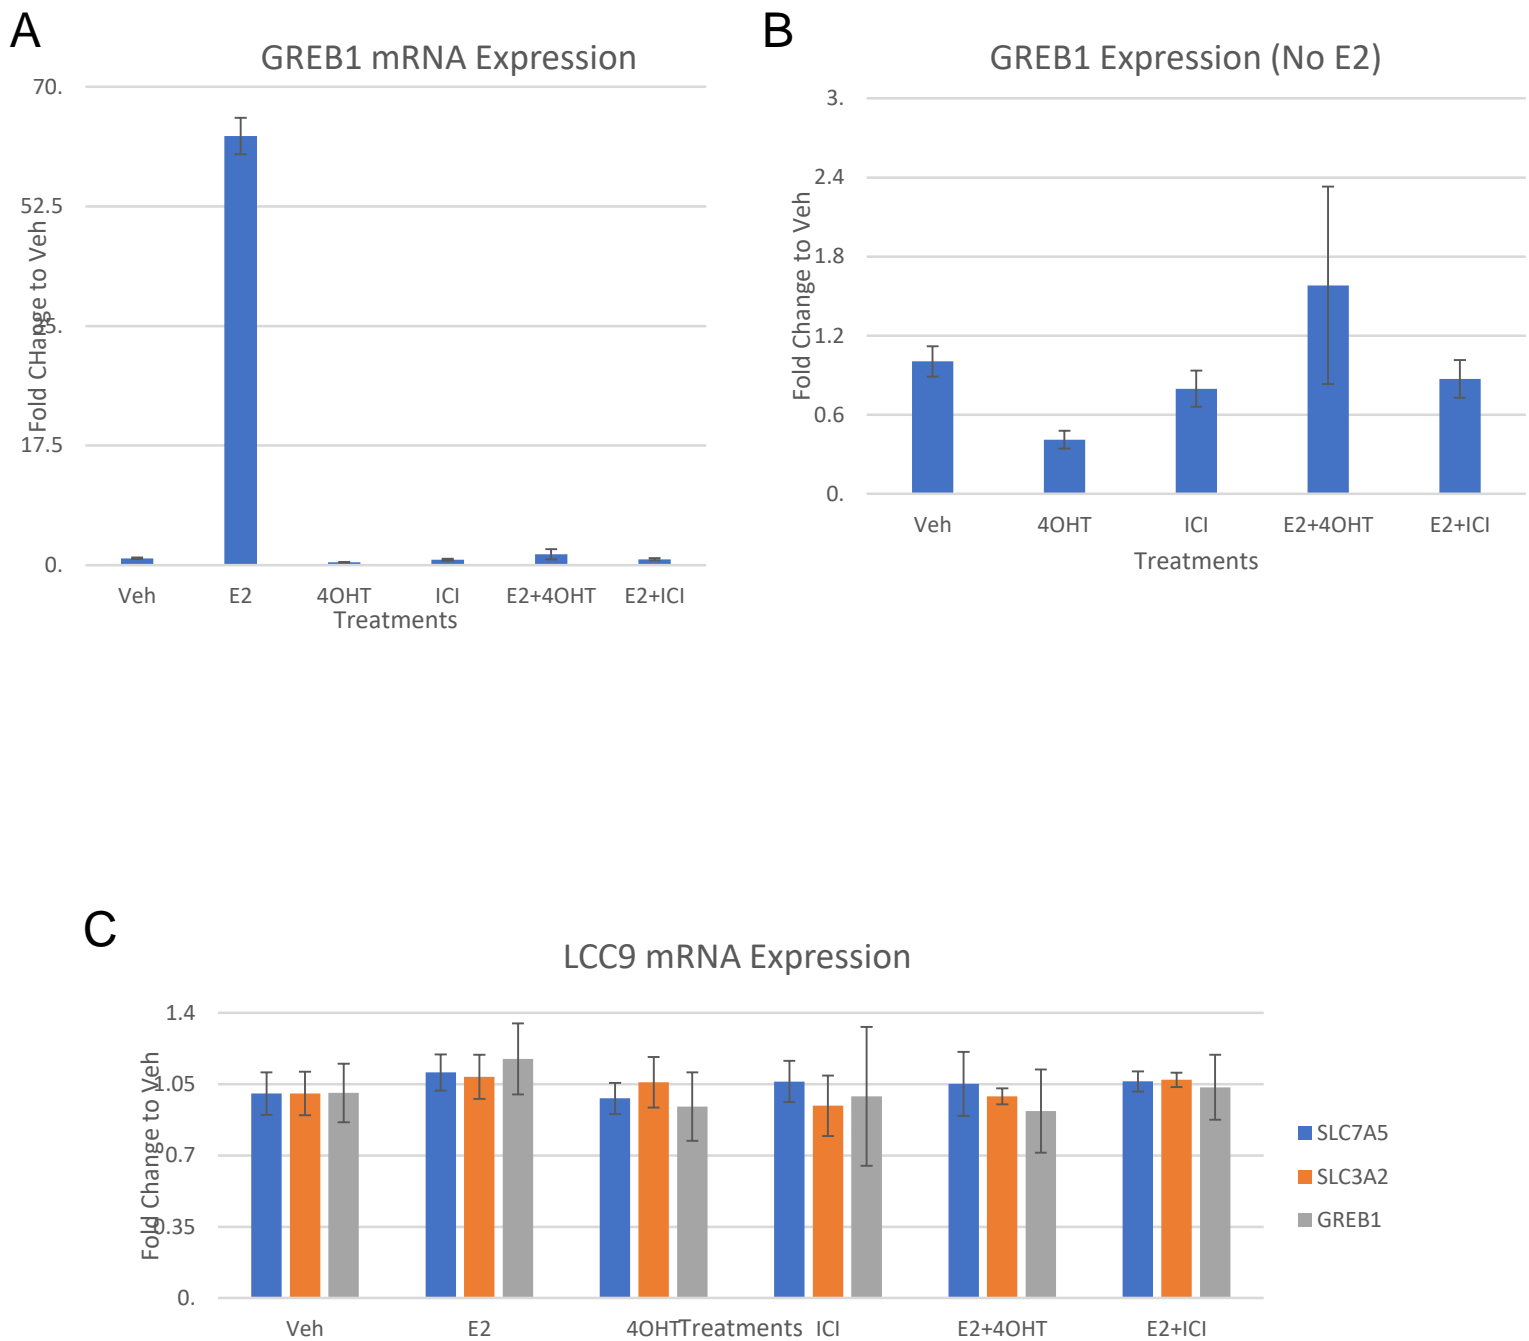 A
GREB1 mRNA Expression
70.
52.5
35.
17.5
0.
Fold CHange to Veh
Veh E2 4OHT ICI E2+4OHT E2+ICI
Treatments
B
GREB1 Expression (No E2)
3.
2.4
1.8
1.2
0.6
0.
Fold Change to Veh
Veh 4OHT ICI E2+4OHT E2+ICI
Treatments
C
LCC9 mRNA Expression
1.4
1.05
0.7
0.35
0.
Fold Change to Veh
Veh E2 4OHT ICI E2+4OHT E2+ICI
Treatments
SLC7A5
SLC3A2
GREB1